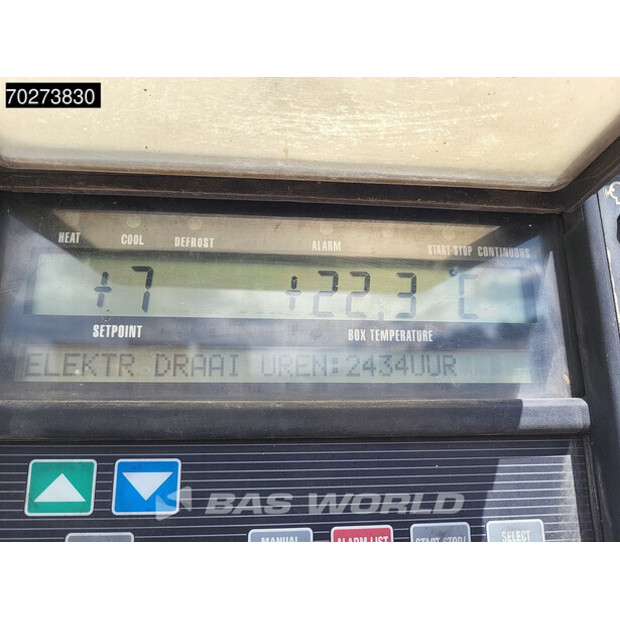 70273830
HEAT COOL DEFROST ALARM START-STOP CONTINUOUS
+7 +22,3 °C
SETPOINT BOX TEMPERATURE
ELEKTR DRAAI UREN:2434UUR
BAS WORLD
MANUAL ALARM LIST START-STOP/ SELECT